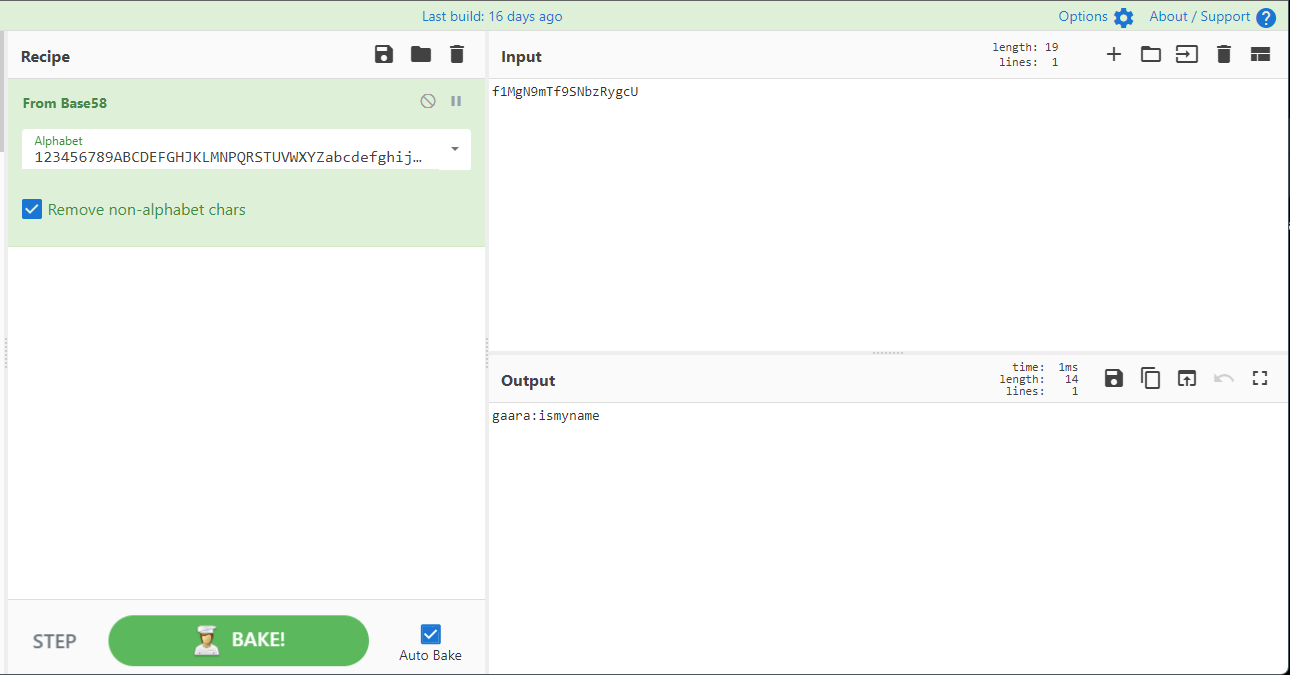 Last build: 16 days ago
Options
About / Support
Recipe
From Base58
Alphabet
123456789ABCDEFGHJKLMNPQRSTUVWXYZabcdefghij…
Remove non-alphabet chars
STEP
BAKE!
Auto Bake
Input
length: 19
lines: 1
f1MgN9mTf9SNbzRygcU
Output
time: 1ms
length: 14
lines: 1
gaara:ismyname